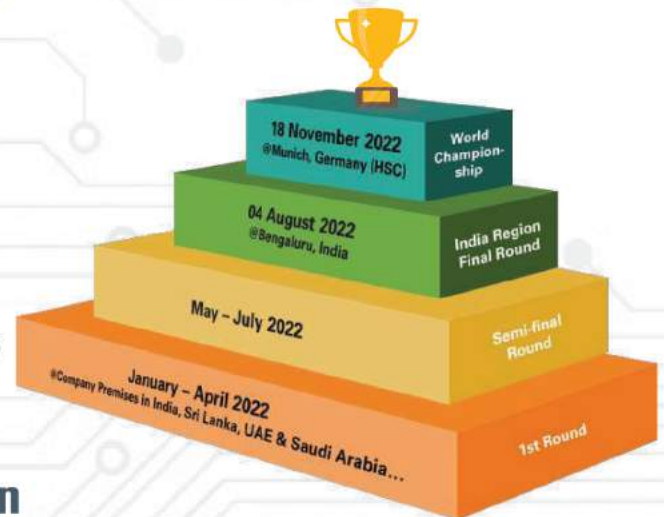 18 November 2022
@Munich, Germany (HSC)
World
Champion-
ship
04 August 2022
@Bengaluru, India
India Region
Final Round
May – July 2022
Semi-final
Round
January – April 2022
@Company Premises in India, Sri Lanka, UAE & Saudi Arabia...
1st Round